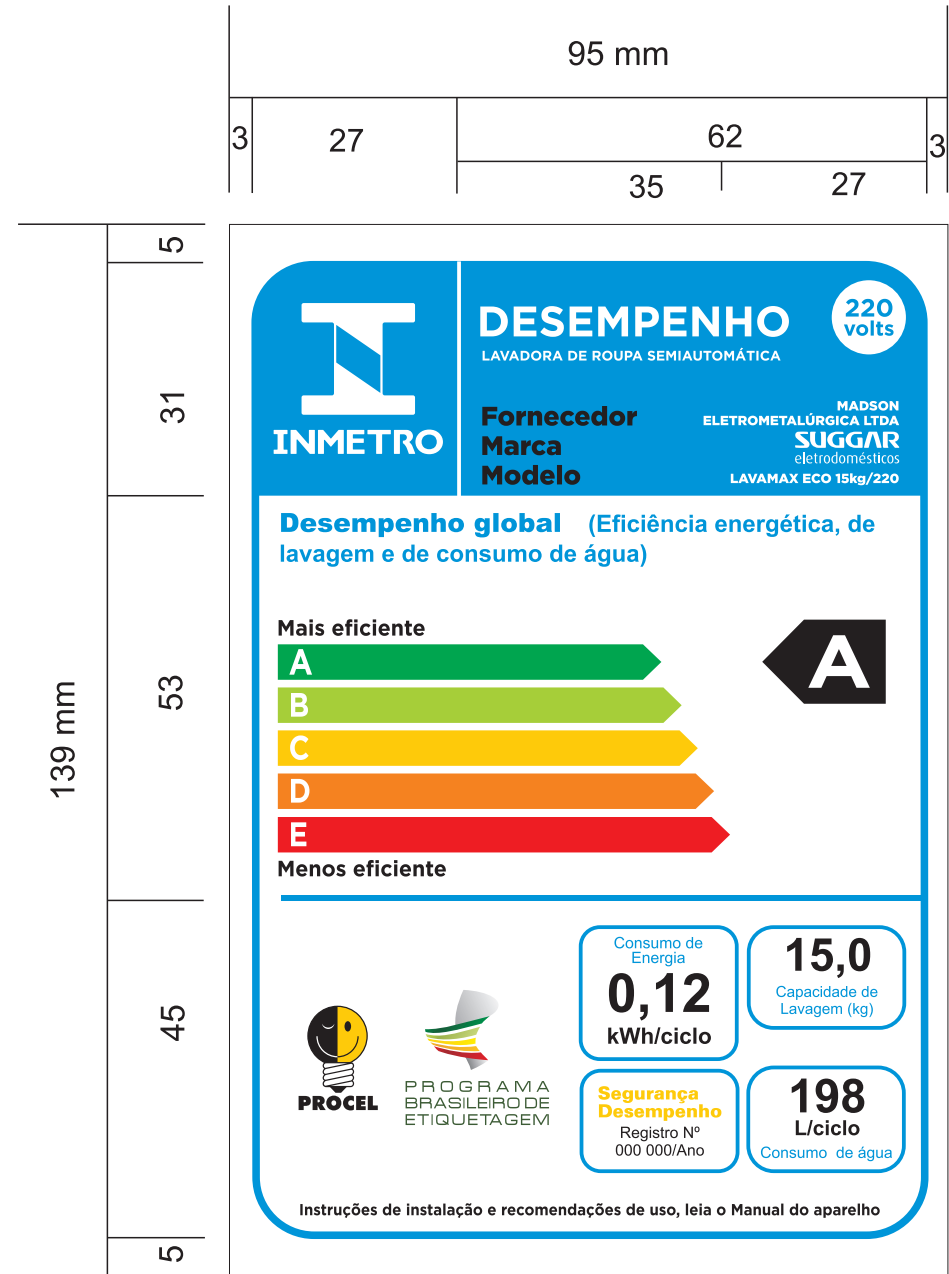 95 mm
3
27
62
3
35
27
5
31
53
139 mm
45
5
INMETRO
DESEMPENHO
LAVADORA DE ROUPA SEMIAUTOMÁTICA
220
volts
Fornecedor
Marca
Modelo
MADSON
ELETROMETALÚRGICA LTDA
SUGGAR
eletrodomésticos
LAVAMAX ECO 15kg/220
Desempenho global (Eficiência energética, de
lavagem e de consumo de água)
Mais eficiente
A
B
C
D
E
Menos eficiente
A
PROCEL
PROGRAMA
BRASILEIRO DE
ETIQUETAGEM
Consumo de
Energia
0,12
kWh/ciclo
15,0
Capacidade de
Lavagem (kg)
Segurança
Desempenho
Registro Nº
000 000/Ano
198
L/ciclo
Consumo de água
Instruções de instalação e recomendações de uso, leia o Manual do aparelho